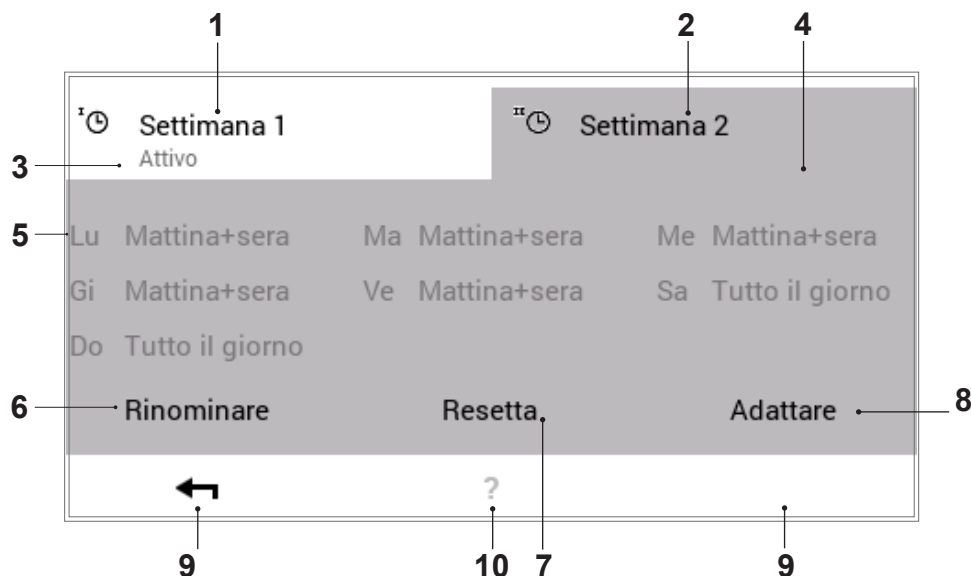 1 2 4
I Settimana 1 II Settimana 2
3 Attivo
5 Lu Mattina+sera Ma Mattina+sera Me Mattina+sera
Gi Mattina+sera Ve Mattina+sera Sa Tutto il giorno
Do Tutto il giorno
6 Rinominare Resetta Adattare 8
?
9 10 7 9